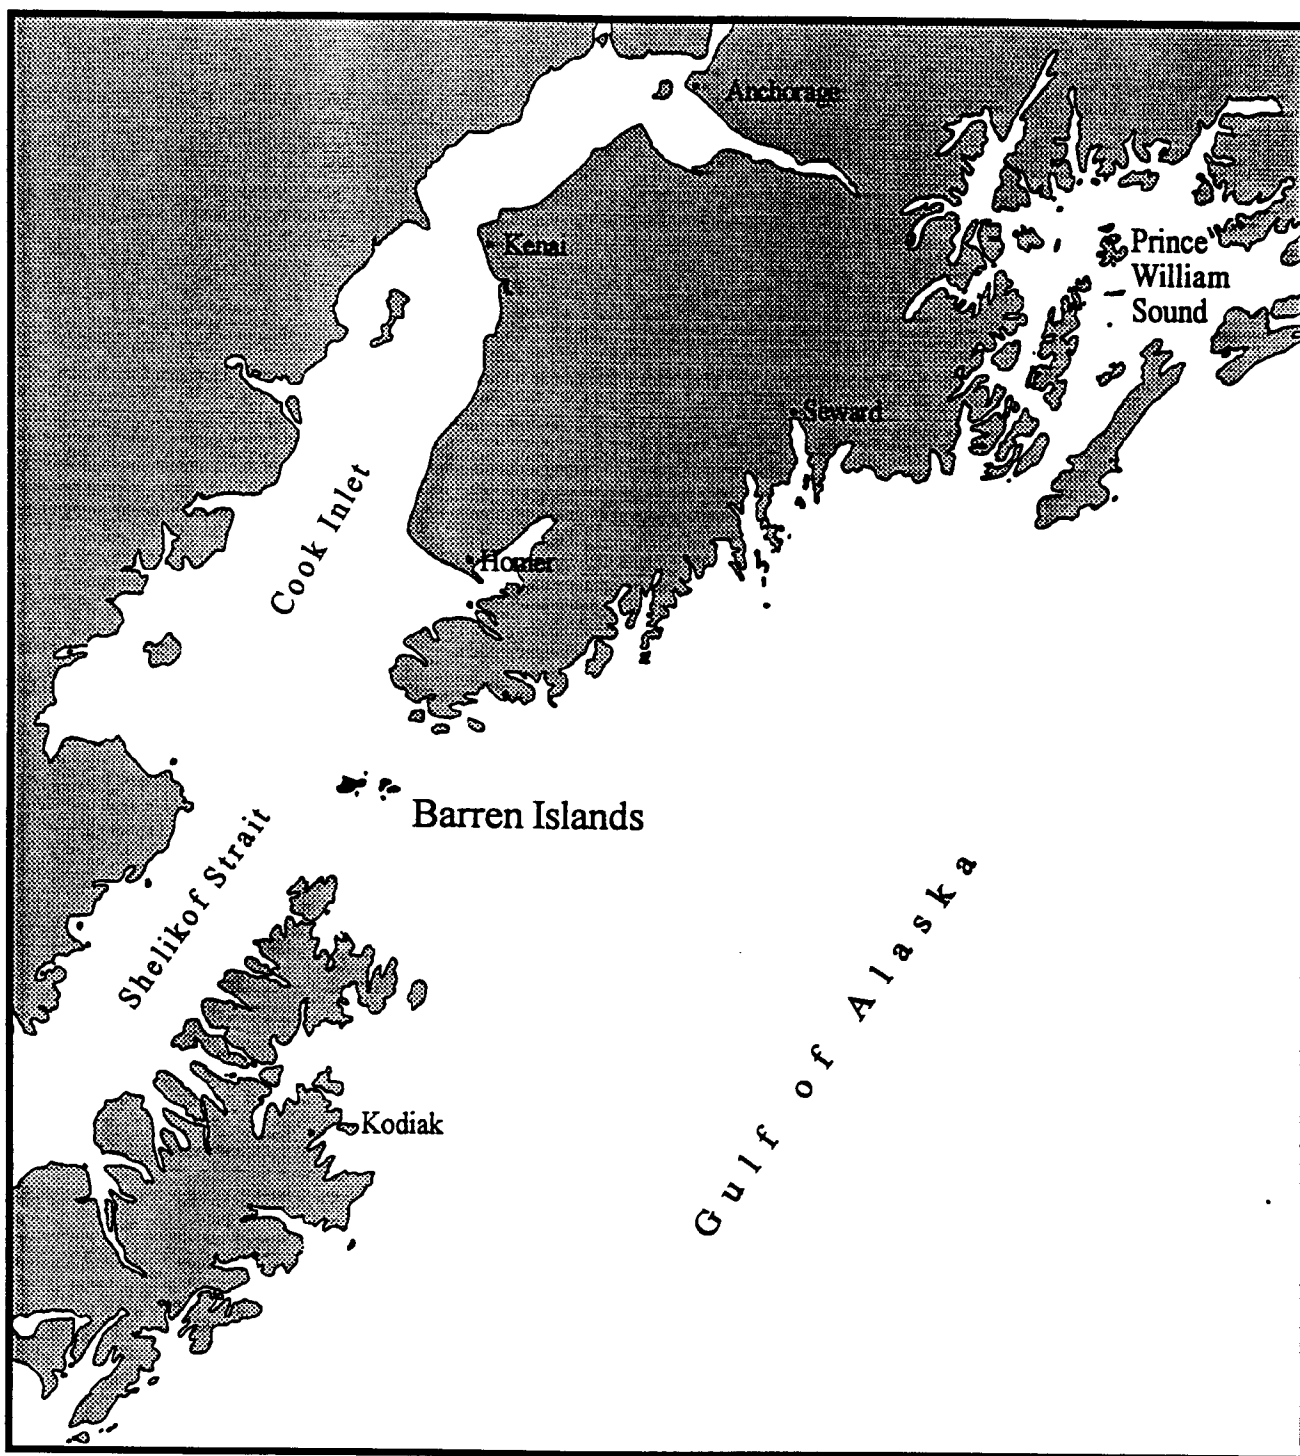 Anchorage
Kenai
Prince
William
Sound
Seward
Cook Inlet
Homer
Barren Islands
Shelikof Strait
Gulf of Alaska
Kodiak